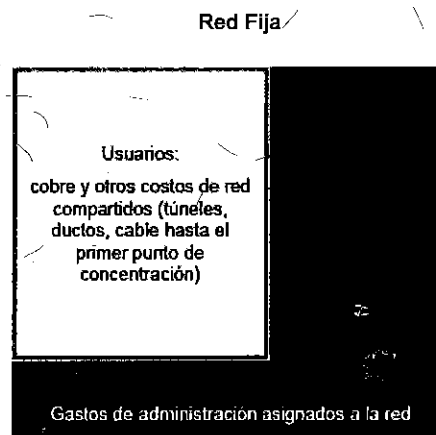 Red Fija
Usuarios:
cobre y otros costos de red
compartidos (túneles,
ductos, cable hasta el
primer punto de
concentración)
Gastos de administración asignados a la red